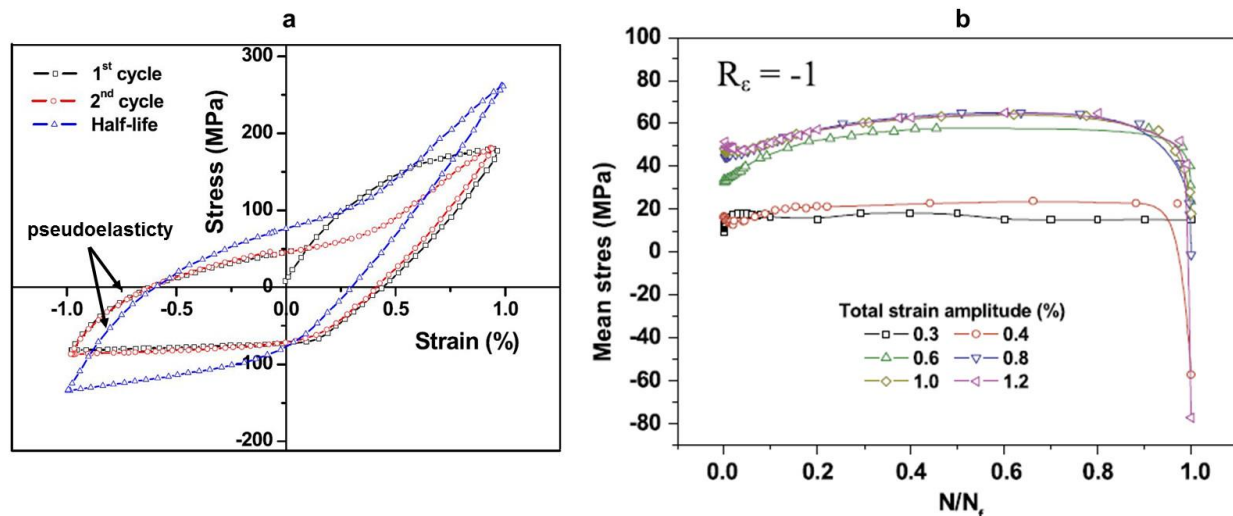 a
300
1st cycle
2nd cycle
Half-life
Stress (MPa)
200
100
pseudoelasticty
0
-1.0
-0.5
0.0
0.5
1.0
Strain (%)
-100
-200
b
100
80
60
40
20
0
-20
-40
-60
-80
Mean stres (MPa)
Rε = -1
Total strain amplitude (%)
0.3 0.4
0.6 0.8
1.0 1.2
0.0 0.2 0.4 0.6 0.8 1.0
N/Nf